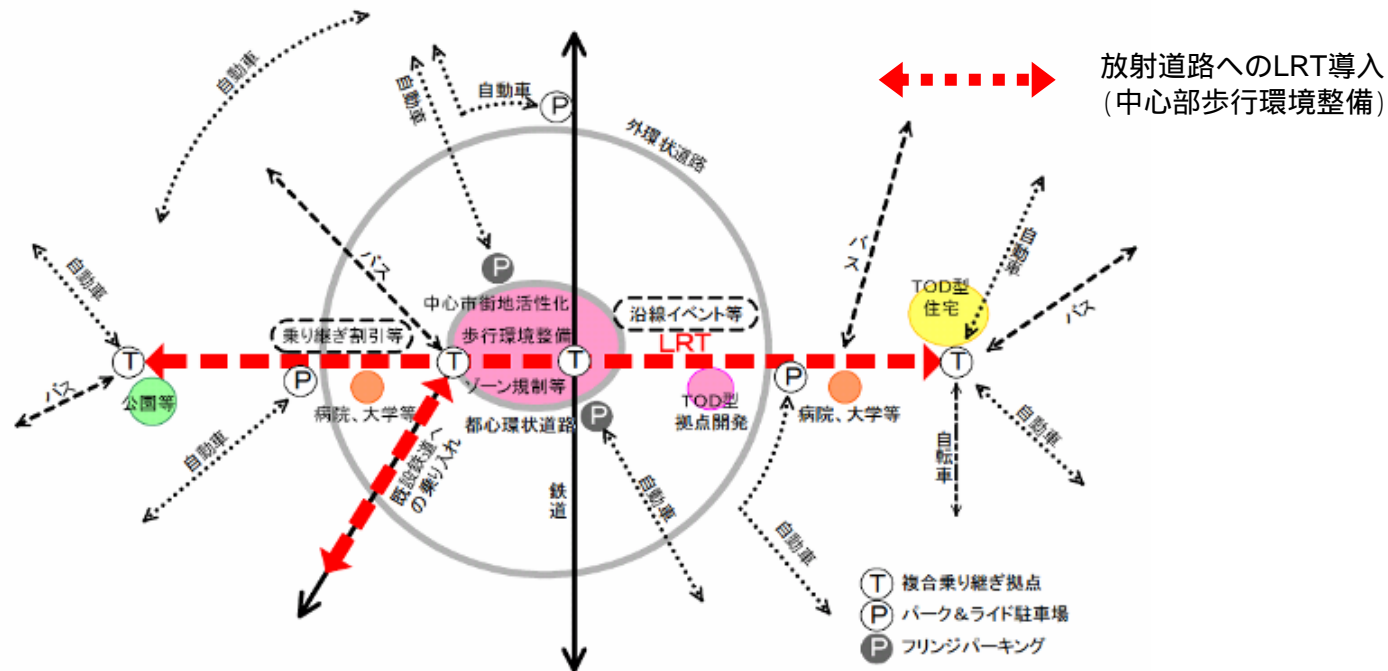 放射道路へのLRT導入
(中心部歩行環境整備)
自動車
自動車
自動車
P
外環状道路
バス
バス
自動車
バス
自動車
P
中心市街地活性化
歩行環境整備
ゾーン規制等
都心環状道路
乗り継ぎ割引等
沿線イベント等
LRT
TOD型
住宅
T
T
T
T
バス
公園等
P
病院、大学等
自動車
既設鉄道へ
の乗り入れ
P
TOD型
拠点開発
P
病院、大学等
自転車
自動車
鉄道
自動車
自動車
T 複合乗り継ぎ拠点
P パーク&ライド駐車場
P フリンジパーキング